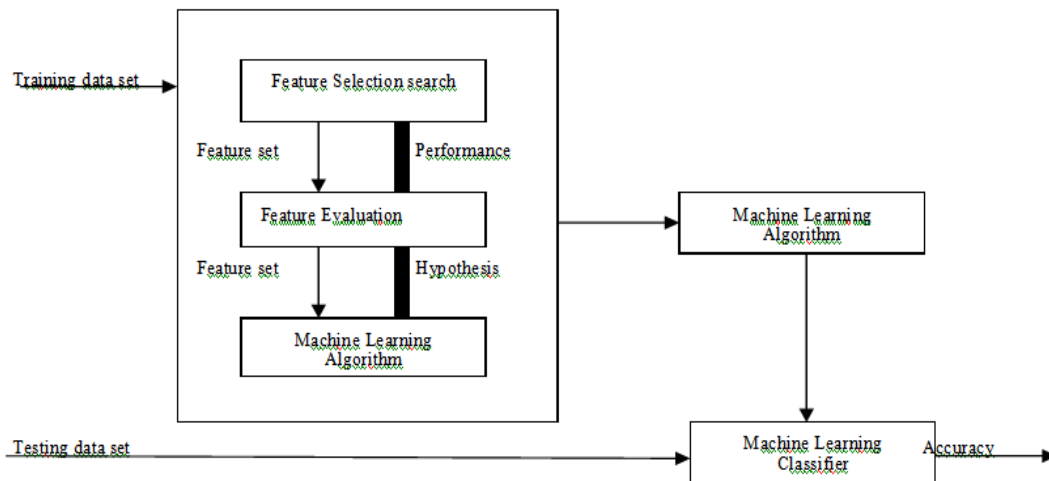 Feature Selection search
Training data set
Feature set
Performance
Feature Evaluation
Machine Learning
Algorithm
Feature set
Hypothesis
Machine Learning
Algorithm
Testing data set
Machine Learning
Classifier
Accuracy